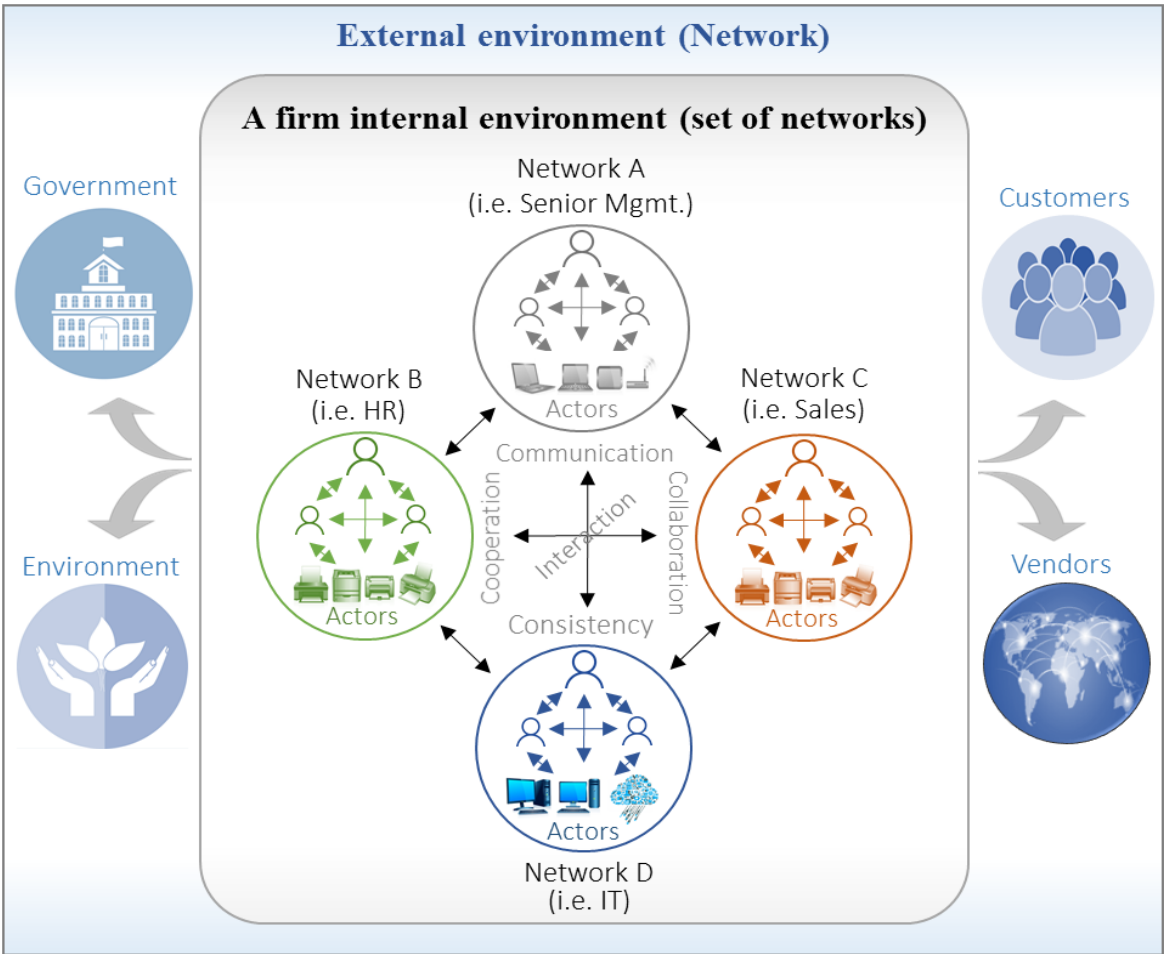 External environment (Network)
A firm internal environment (set of networks)
Network A
(i.e. Senior Mgmt.)
Government
Customers
Actors
Network B
(i.e. HR)
Network C
(i.e. Sales)
Communication
Cooperation
Interaction
Collaboration
Consistency
Actors
Actors
Environment
Vendors
Actors
Network D
(i.e. IT)